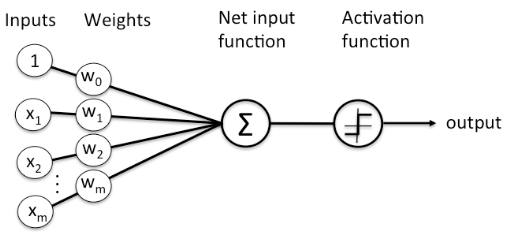 Inputs
Weights
Net input
function
Activation
function
1
w₀
x₁
w₁
x₂
w₂
⋮
xₘ
wₘ
Σ
output